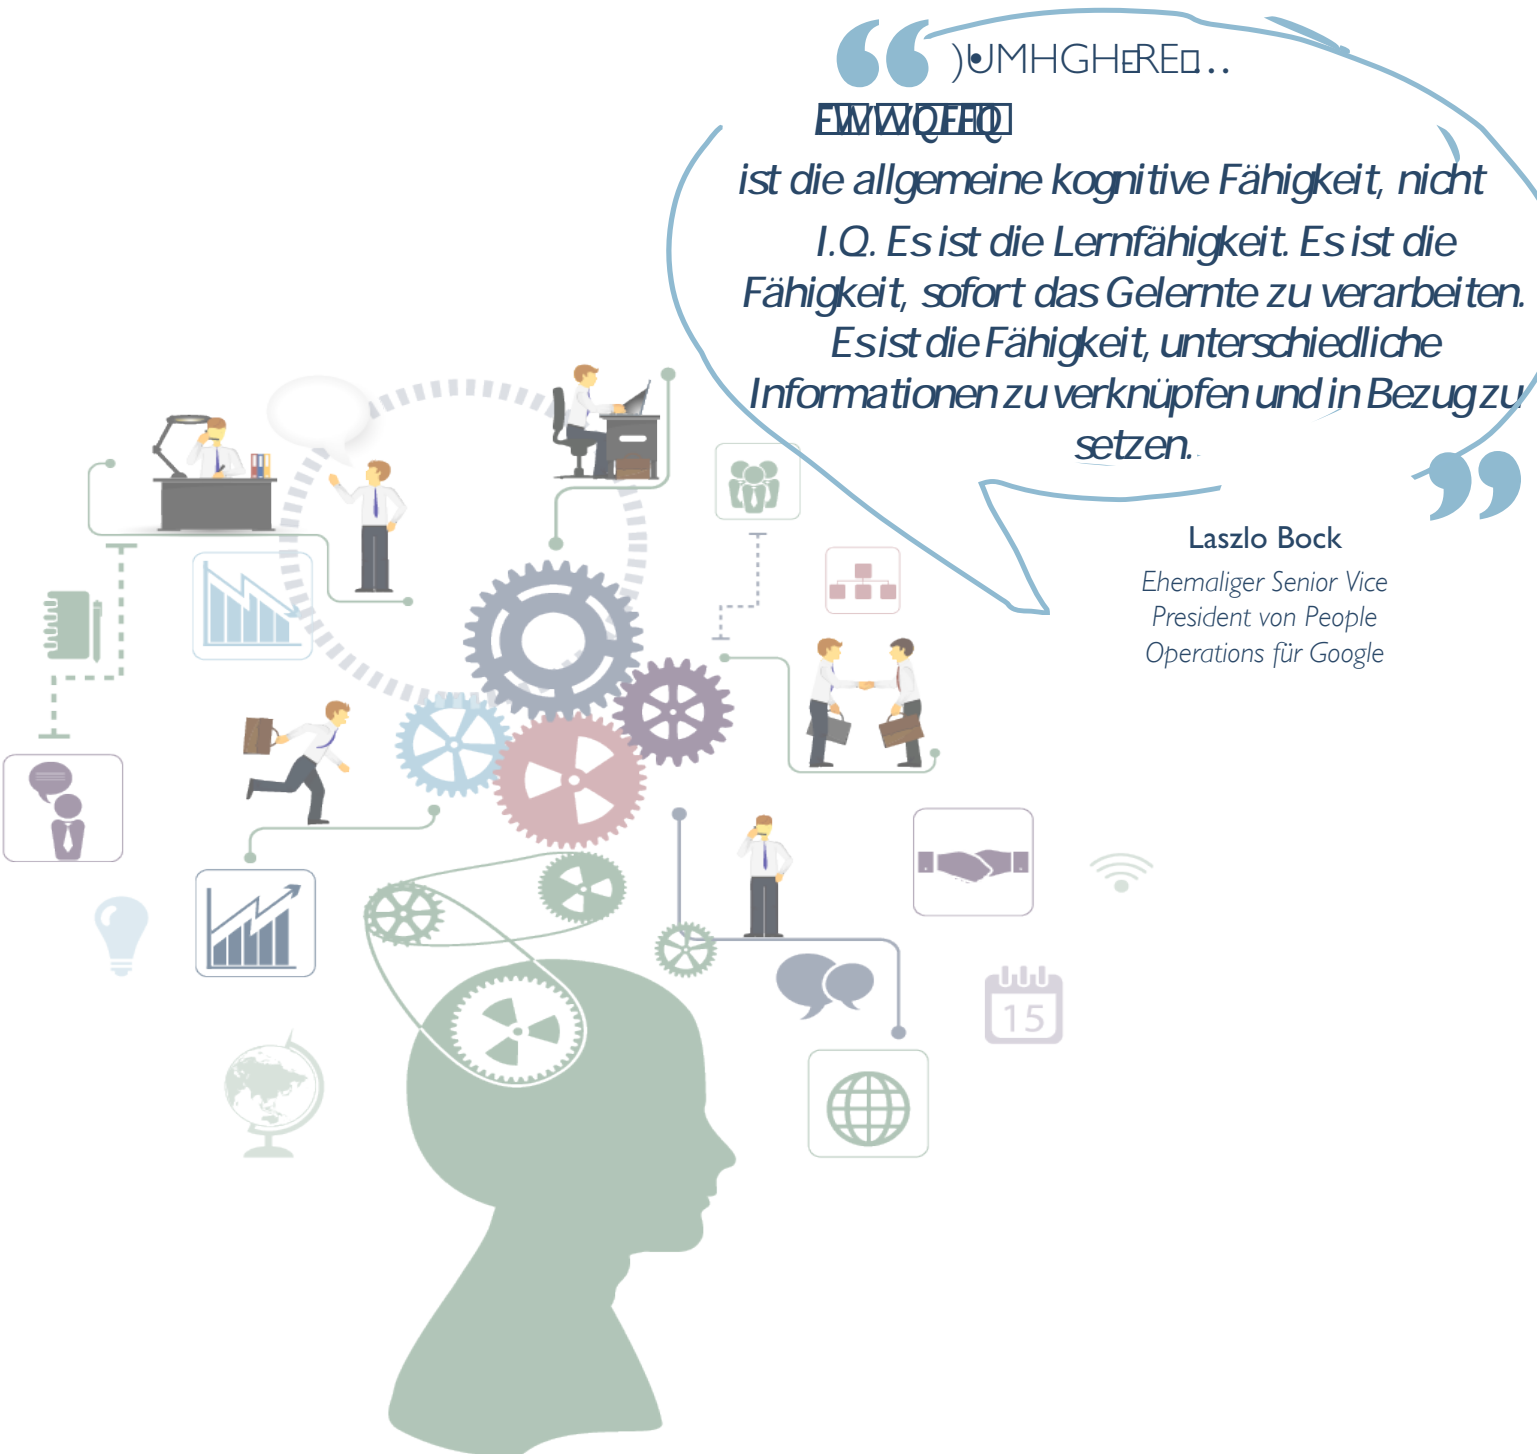 ist die allgemeine kognitive Fähigkeit, nicht
I.Q. Es ist die Lernfähigkeit. Es ist die
Fähigkeit, sofort das Gelernte zu verarbeiten.
Es ist die Fähigkeit, unterschiedliche
Informationen zu verknüpfen und in Bezug zu
setzen.
Laszlo Bock
Ehemaliger Senior Vice
President von People
Operations für Google
15